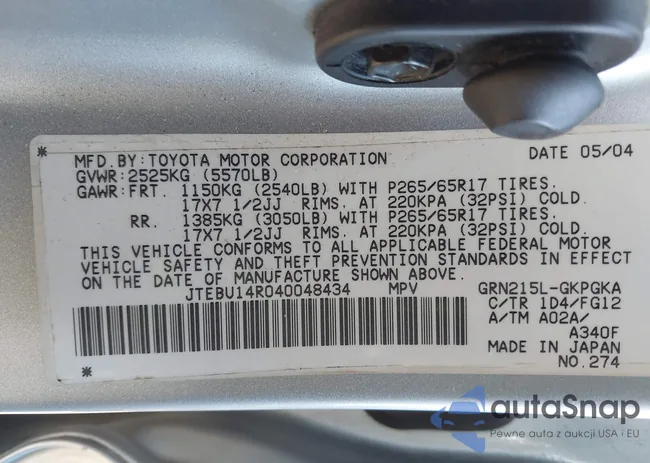 MFD.BY:TOYOTA MOTOR CORPORATION DATE 05/04
GVWR:2525KG (5570LB)
GAWR:FRT. 1150KG (2540LB) WITH P265/65R17 TIRES.
17X7 1/2JJ RIMS. AT 220KPA (32PSI) COLD.
RR. 1385KG (3050LB) WITH P265/65R17 TIRES.
17X7 1/2JJ RIMS. AT 220KPA (32PSI) COLD.
THIS VEHICLE CONFORMS TO ALL APPLICABLE FEDERAL MOTOR
VEHICLE SAFETY AND THEFT PREVENTION STANDARDS IN EFFECT
ON THE DATE OF MANUFACTURE SHOWN ABOVE.
JTEBU14R040048434 MPV GRN215L-GKPGKA
C/TR 1D4/FG12
A/TM A02A/
A340F
MADE IN JAPAN
NO.274
autaSnap
Pewne auta z aukcji USA i EU